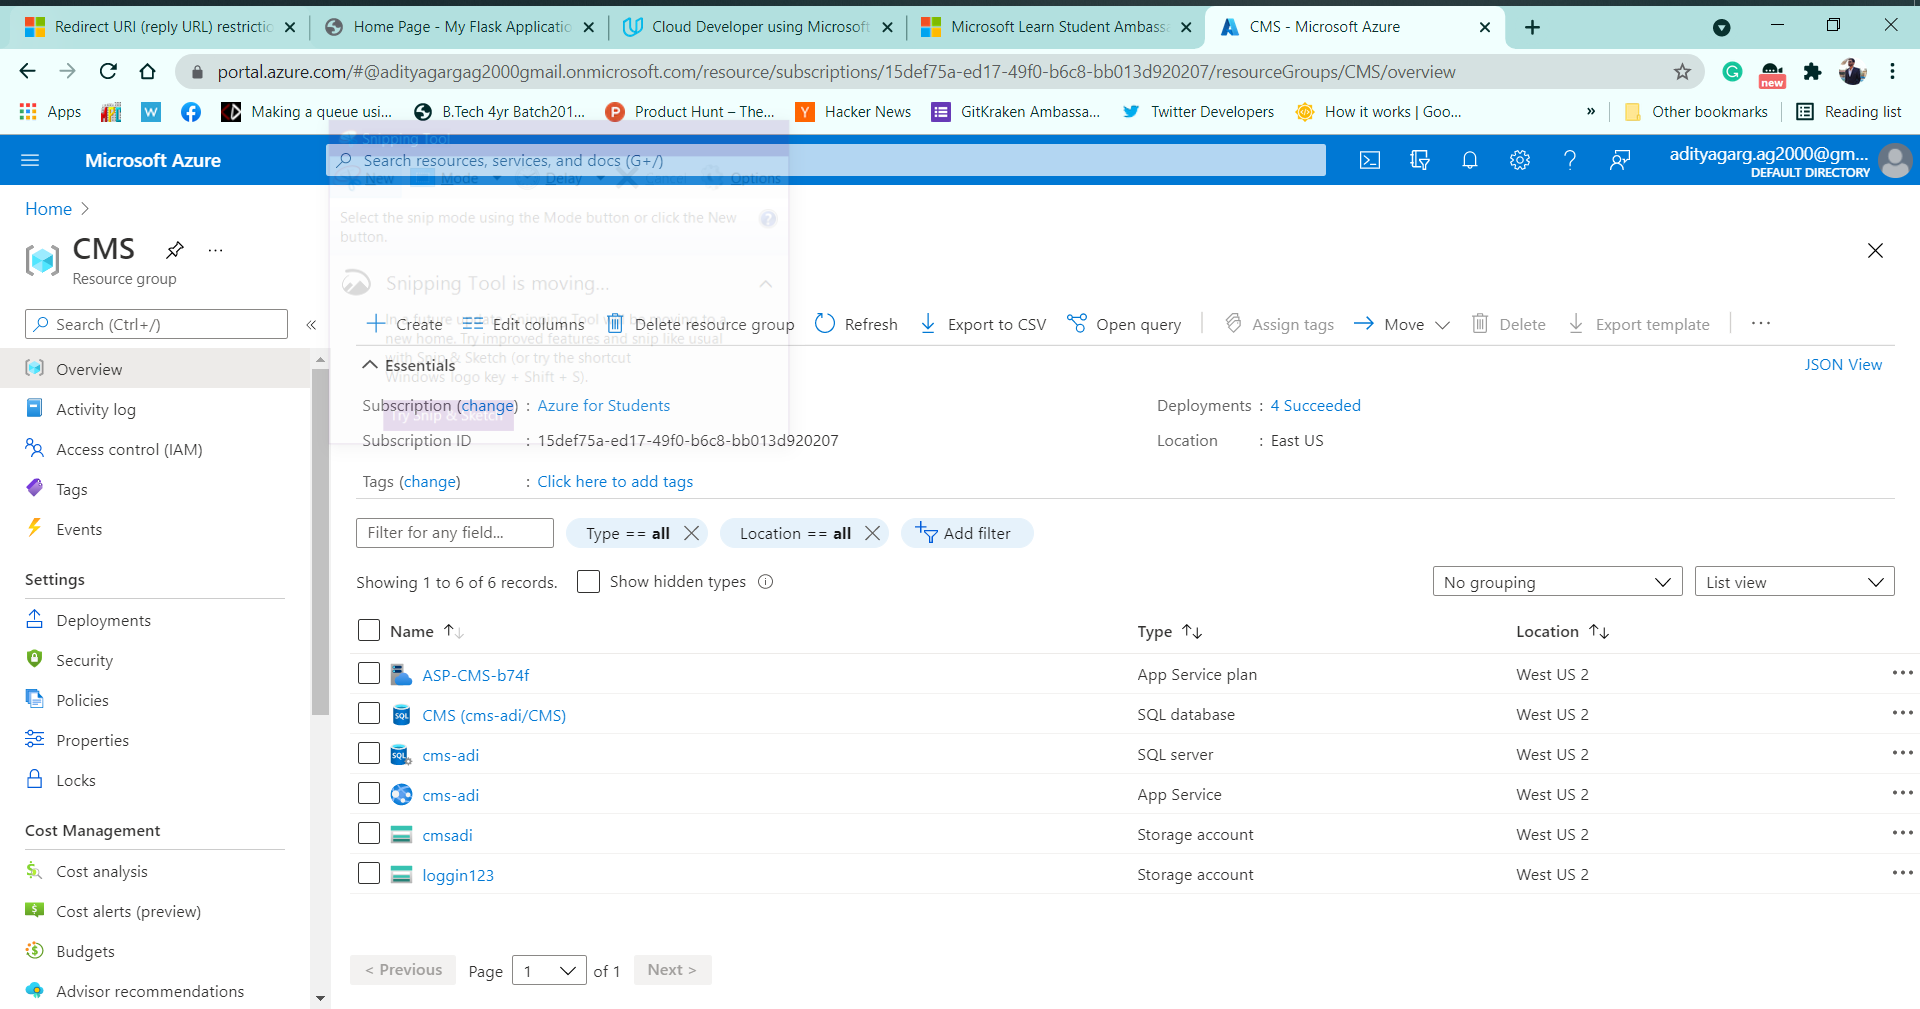 Redirect URI (reply URL) restrictio
Home Page - My Flask Applicatio
Cloud Developer using Microsoft
Microsoft Learn Student Ambassa
CMS - Microsoft Azure
portal.azure.com/#@adityagargag2000gmail.onmicrosoft.com/resource/subscriptions/15def75a-ed17-49f0-b6c8-bb013d920207/resourceGroups/CMS/overview
new
Apps
Making a queue usi...
B.Tech 4yr Batch201...
Product Hunt – The...
Hacker News
GitKraken Ambassa...
Twitter Developers
How it works | Goo...
»
Other bookmarks
Reading list
Snipping Tool
Microsoft Azure
Search resources, services, and docs (G+/)
adityagarg.ag2000@gm...
DEFAULT DIRECTORY
New
Mode
Delay
Cancel
Options
Home >
Select the snip mode using the Mode button or click the New
button.
CMS
Resource group
Snipping Tool is moving...
In a future update, Snipping Tool will be moving to a
new home. Try improved features and snip like usual
with Snip & Sketch (or try the shortcut
Windows logo key + Shift + S).
Try Snip & Sketch
Search (Ctrl+/)
«
Create
Edit columns
Delete resource group
Refresh
Export to CSV
Open query
Assign tags
Move
Delete
Export template
Overview
Activity log
Access control (IAM)
Tags
Events
Settings
Deployments
Security
Policies
Properties
Locks
Cost Management
Cost analysis
Cost alerts (preview)
Budgets
Advisor recommendations
Essentials
JSON View
Subscription (change) : Azure for Students
Deployments : 4 Succeeded
Subscription ID : 15def75a-ed17-49f0-b6c8-bb013d920207
Location : East US
Tags (change) : Click here to add tags
Filter for any field...
Type == all
Location == all
Add filter
Showing 1 to 6 of 6 records.
Show hidden types
No grouping
List view
Name Type Location
ASP-CMS-b74f App Service plan West US 2
CMS (cms-adi/CMS) SQL database West US 2
cms-adi SQL server West US 2
cms-adi App Service West US 2
cmsadi Storage account West US 2
loggin123 Storage account West US 2
< Previous Page 1 of 1 Next >